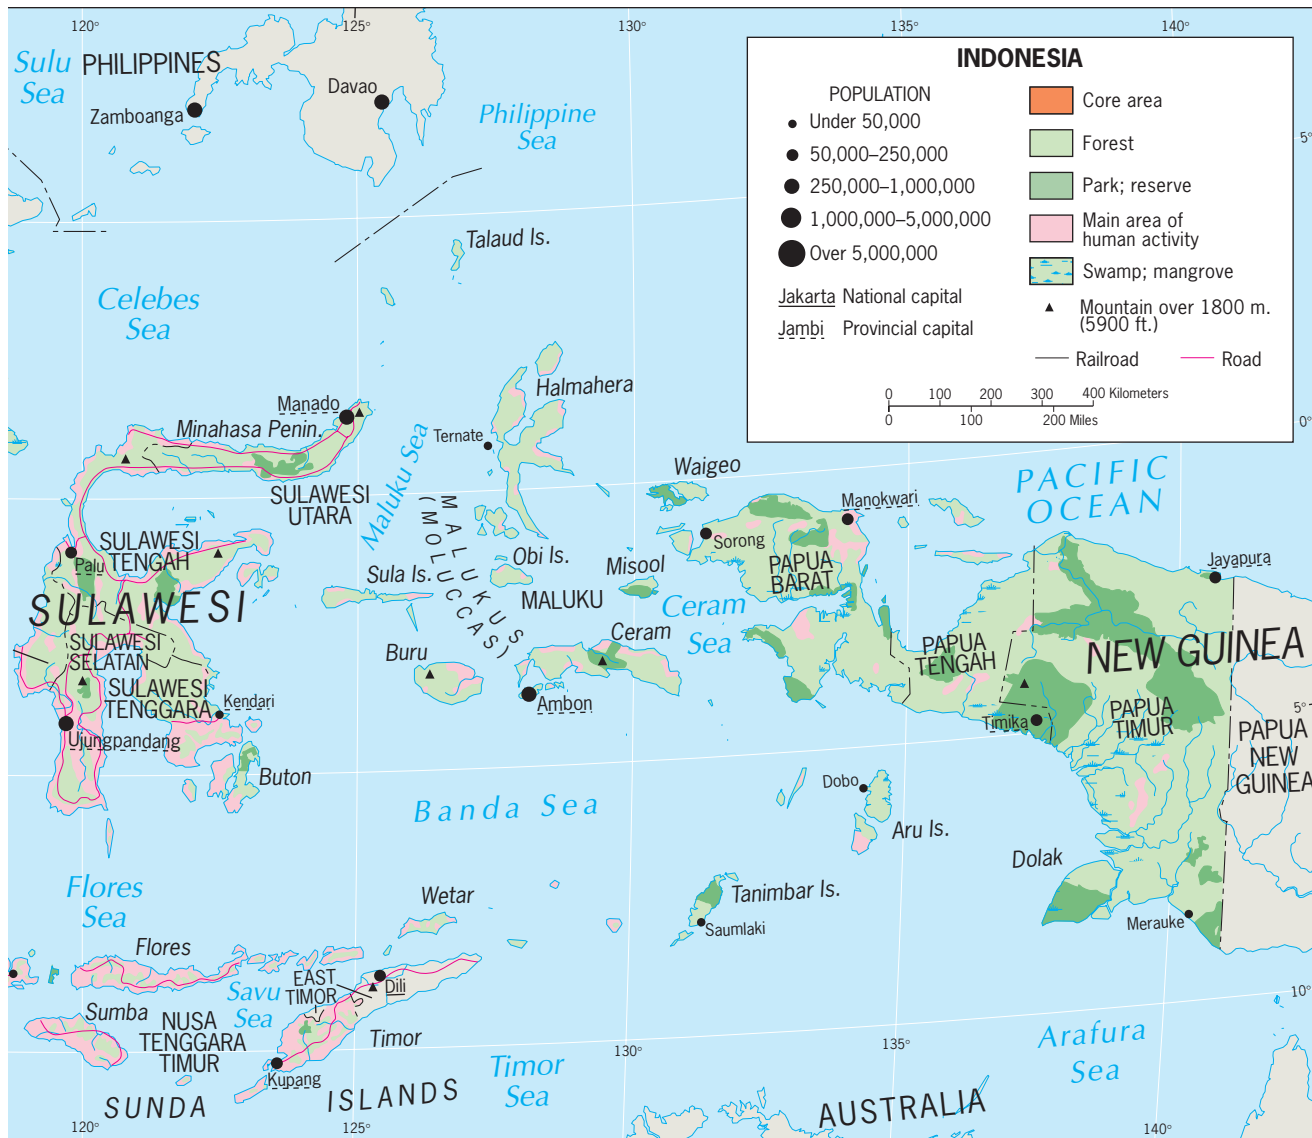 120°
125°
130°
135°
140°
Sulu
Sea
PHILIPPINES
Zamboanga
Davao
Philippine
Sea
INDONESIA
POPULATION
Under 50,000
50,000–250,000
250,000–1,000,000
1,000,000–5,000,000
Over 5,000,000
Jakarta National capital
Jambi Provincial capital
Core area
Forest
Park; reserve
Main area of
human activity
Swamp; mangrove
Mountain over 1800 m.
(5900 ft.)
Railroad
Road
0 100 200 300 400 Kilometers
0 100 200 Miles
5°
Talaud Is.
Celebes
Sea
Halmahera
Manado
Minahasa Penin.
Ternate
Maluku Sea
0°
SULAWESI
UTARA
MALUKUS
(MOLUCCAS)
Waigeo
Manokwari
PACIFIC
OCEAN
Sorong
SULAWESI
TENGAH
Palu
Obi Is.
Misool
PAPUA
BARAT
Jayapura
Sula Is.
MALUKU
Ceram
Sea
SULAWESI
Ceram
SULAWESI
SELATAN
Buru
PAPUA
TENGAH
NEW GUINEA
SULAWESI
TENGGARA
Kendari
Ambon
Timika
PAPUA
TIMUR
5°
Ujungpandang
PAPUA
NEW
GUINEA
Buton
Dobo
Banda Sea
Aru Is.
Dolak
Flores
Sea
Wetar
Tanimbar Is.
Saumlaki
Merauke
Flores
EAST
TIMOR
Dili
Savu
Sea
10°
Sumba
NUSA
TENGGARA
TIMUR
Timor
Kupang
Timor
Sea
Arafura
Sea
SUNDA ISLANDS
AUSTRALIA
120°
125°
130°
135°
140°